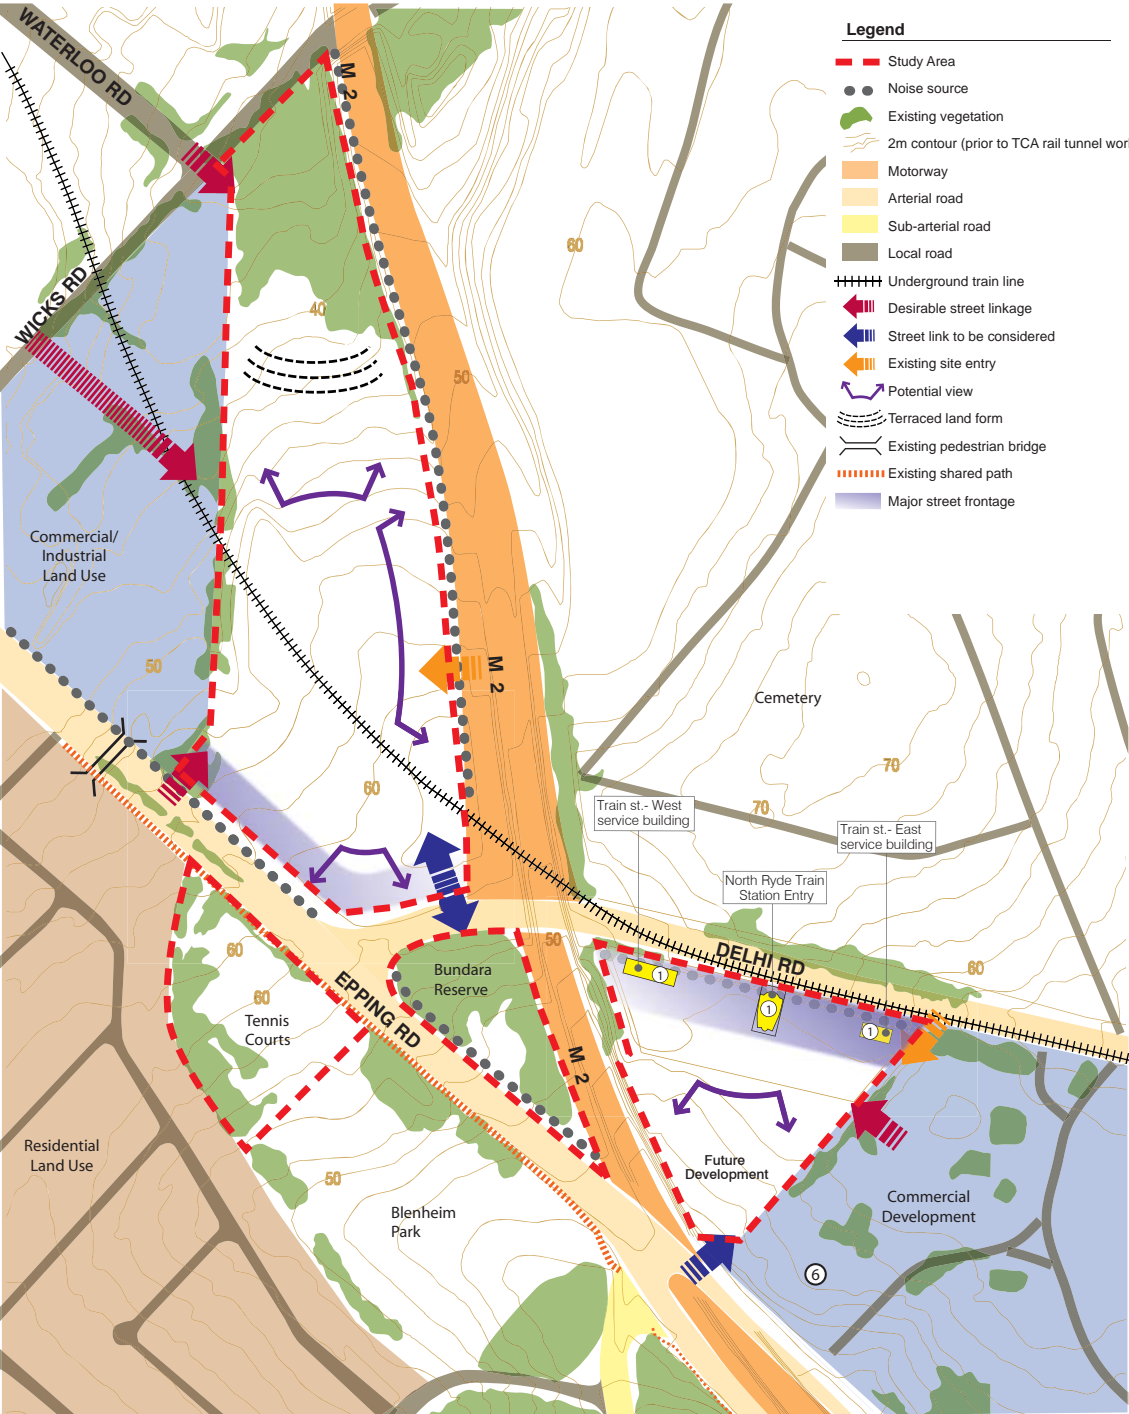 WATERLOO RD
M 2
Legend
Study Area
Noise source
Existing vegetation
2m contour (prior to TCA rail tunnel wor
Motorway
Arterial road
Sub-arterial road
Local road
Underground train line
Desirable street linkage
Street link to be considered
Existing site entry
Potential view
Terraced land form
Existing pedestrian bridge
Existing shared path
Major street frontage
60
WICKS RD
40
50
Commercial/
Industrial
Land Use
50
M 2
Cemetery
70
60
70
Train st.- West
service building
Train st.- East
service building
North Ryde Train
Station Entry
60
50
DELHI RD
60
Bundara
Reserve
EPPING RD
1
1
1
60
Tennis
Courts
M 2
Residential
Land Use
Future
Development
50
Blenheim
Park
Commercial
Development
6